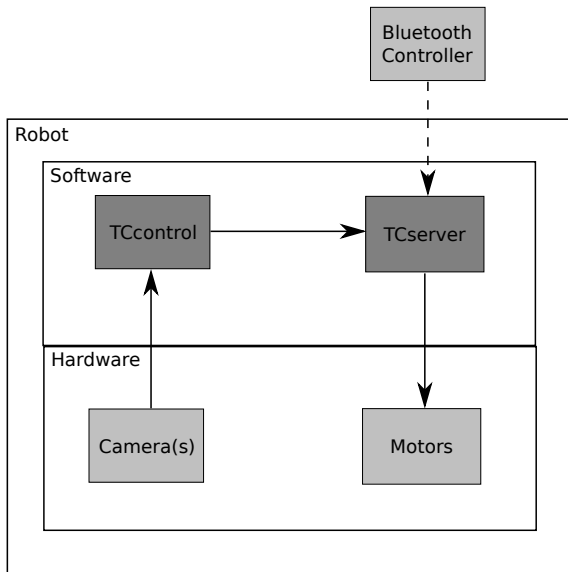 Bluetooth
Controller
Robot
Software
TCcontrol
TCserver
Hardware
Camera(s)
Motors